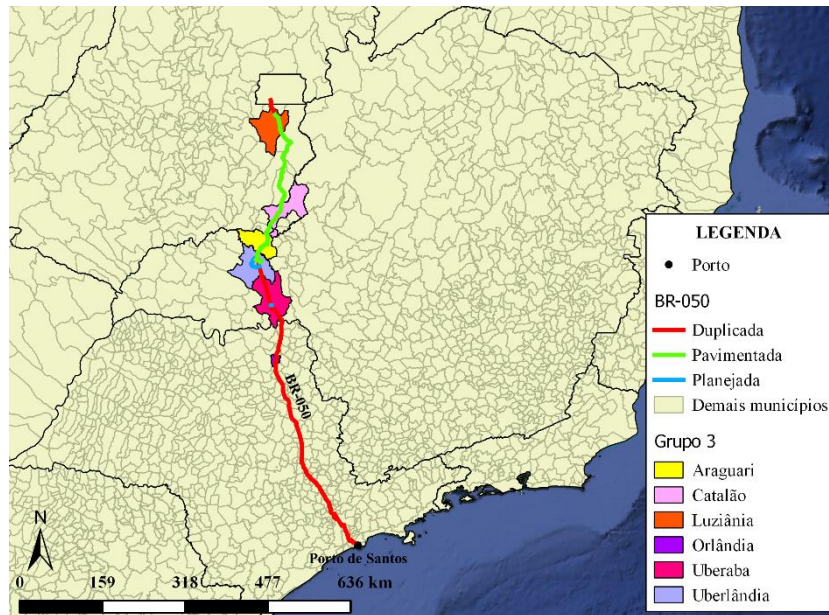 BR-050
Porto de Santos
N
0 159 318 477 636 km
LEGENDA
Porto
BR-050
Duplicada
Pavimentada
Planejada
Demais municípios
Grupo 3
Araguari
Catalão
Luziânia
Orlândia
Uberaba
Uberlândia